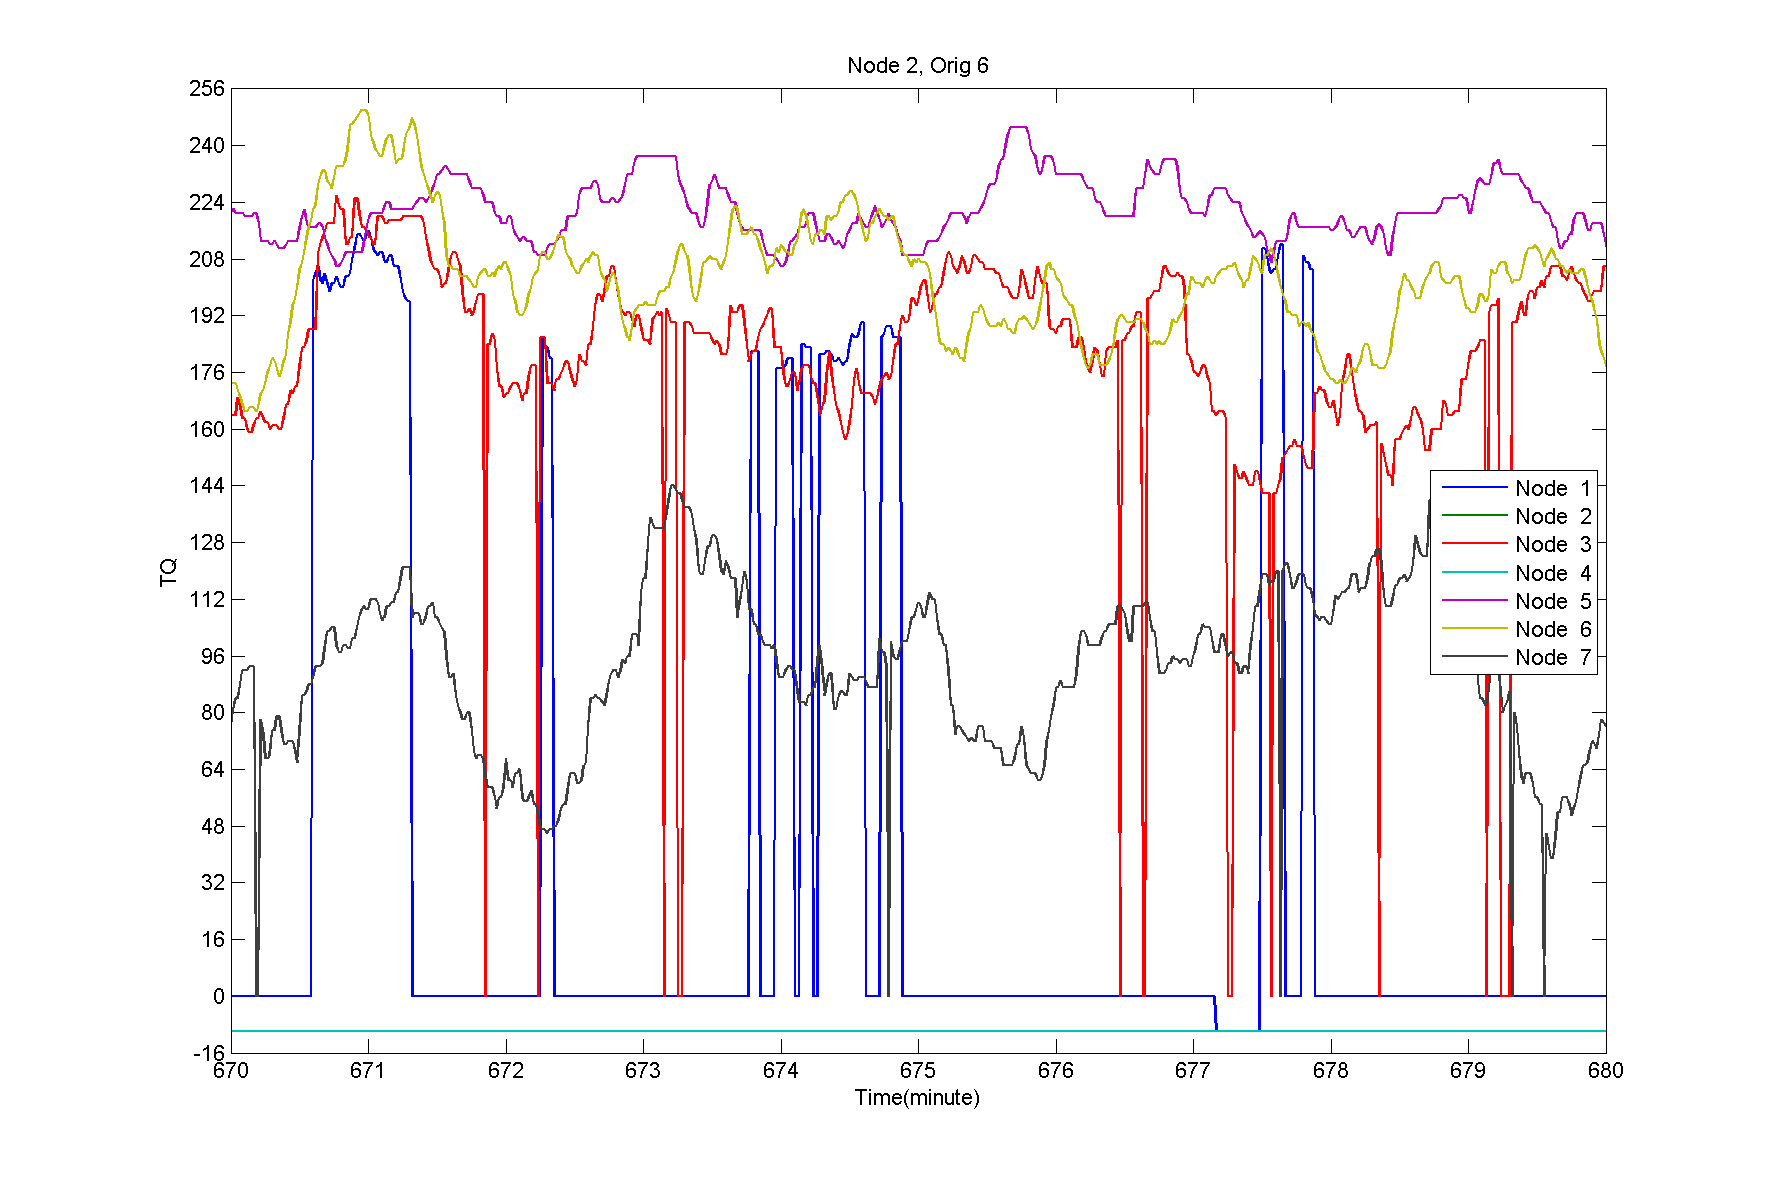 Node 2, Orig 6
256
240
224
208
192
176
160
144
128
112
96
80
64
48
32
16
0
-16
TQ
Node 1
Node 2
Node 3
Node 4
Node 5
Node 6
Node 7
670 671 672 673 674 675 676 677 678 679 680
Time(minute)